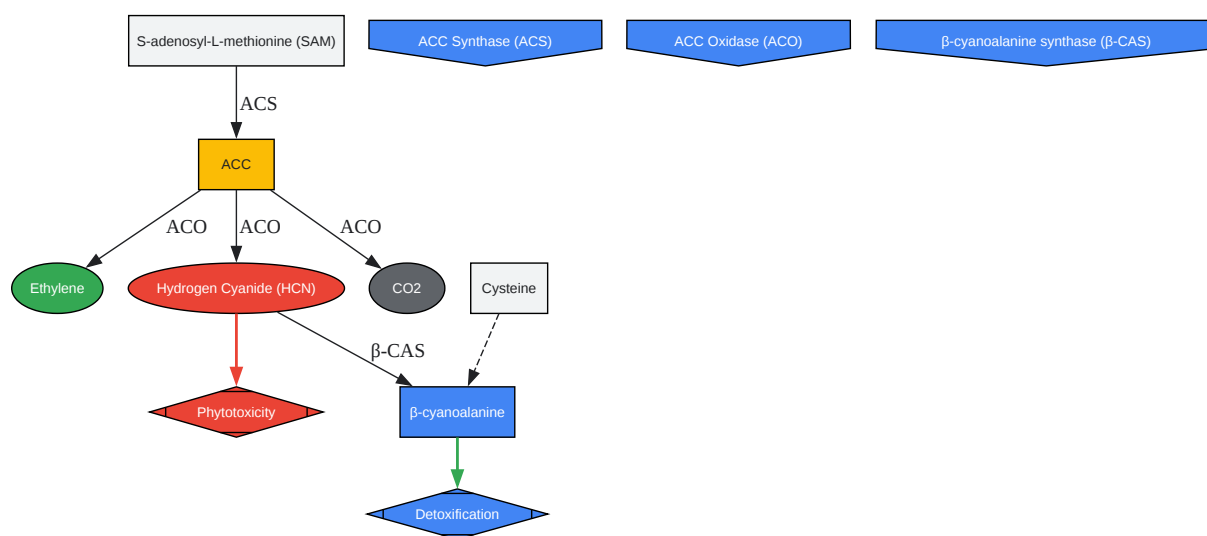 S-adenosyl-L-methionine (SAM)
ACC Synthase (ACS)
ACC Oxidase (ACO)
β-cyanoalanine synthase (β-CAS)
ACS
ACC
ACO
ACO
ACO
Ethylene
Hydrogen Cyanide (HCN)
CO2
Cysteine
β-CAS
Phytotoxicity
β-cyanoalanine
Detoxification